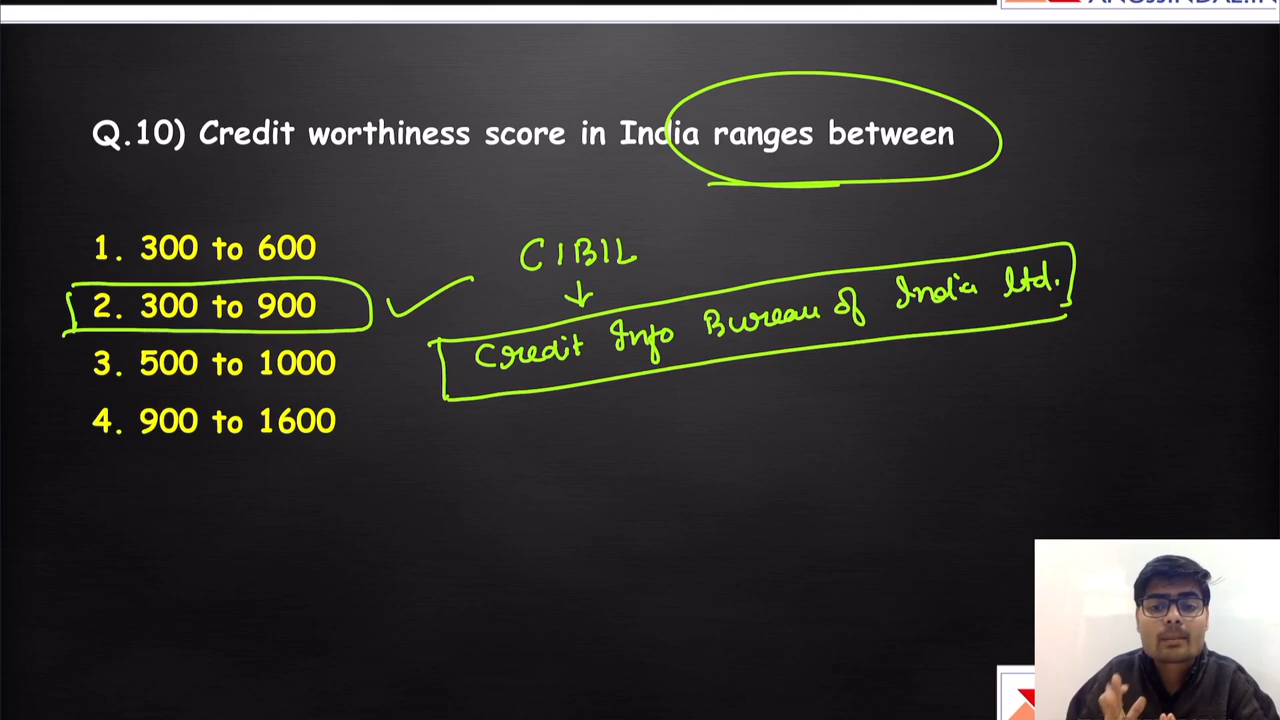 Q.10) Credit worthiness score in India ranges between
1. 300 to 600
2. 300 to 900
3. 500 to 1000
4. 900 to 1600
CIBIL
Credit Info Bureau of India ltd.